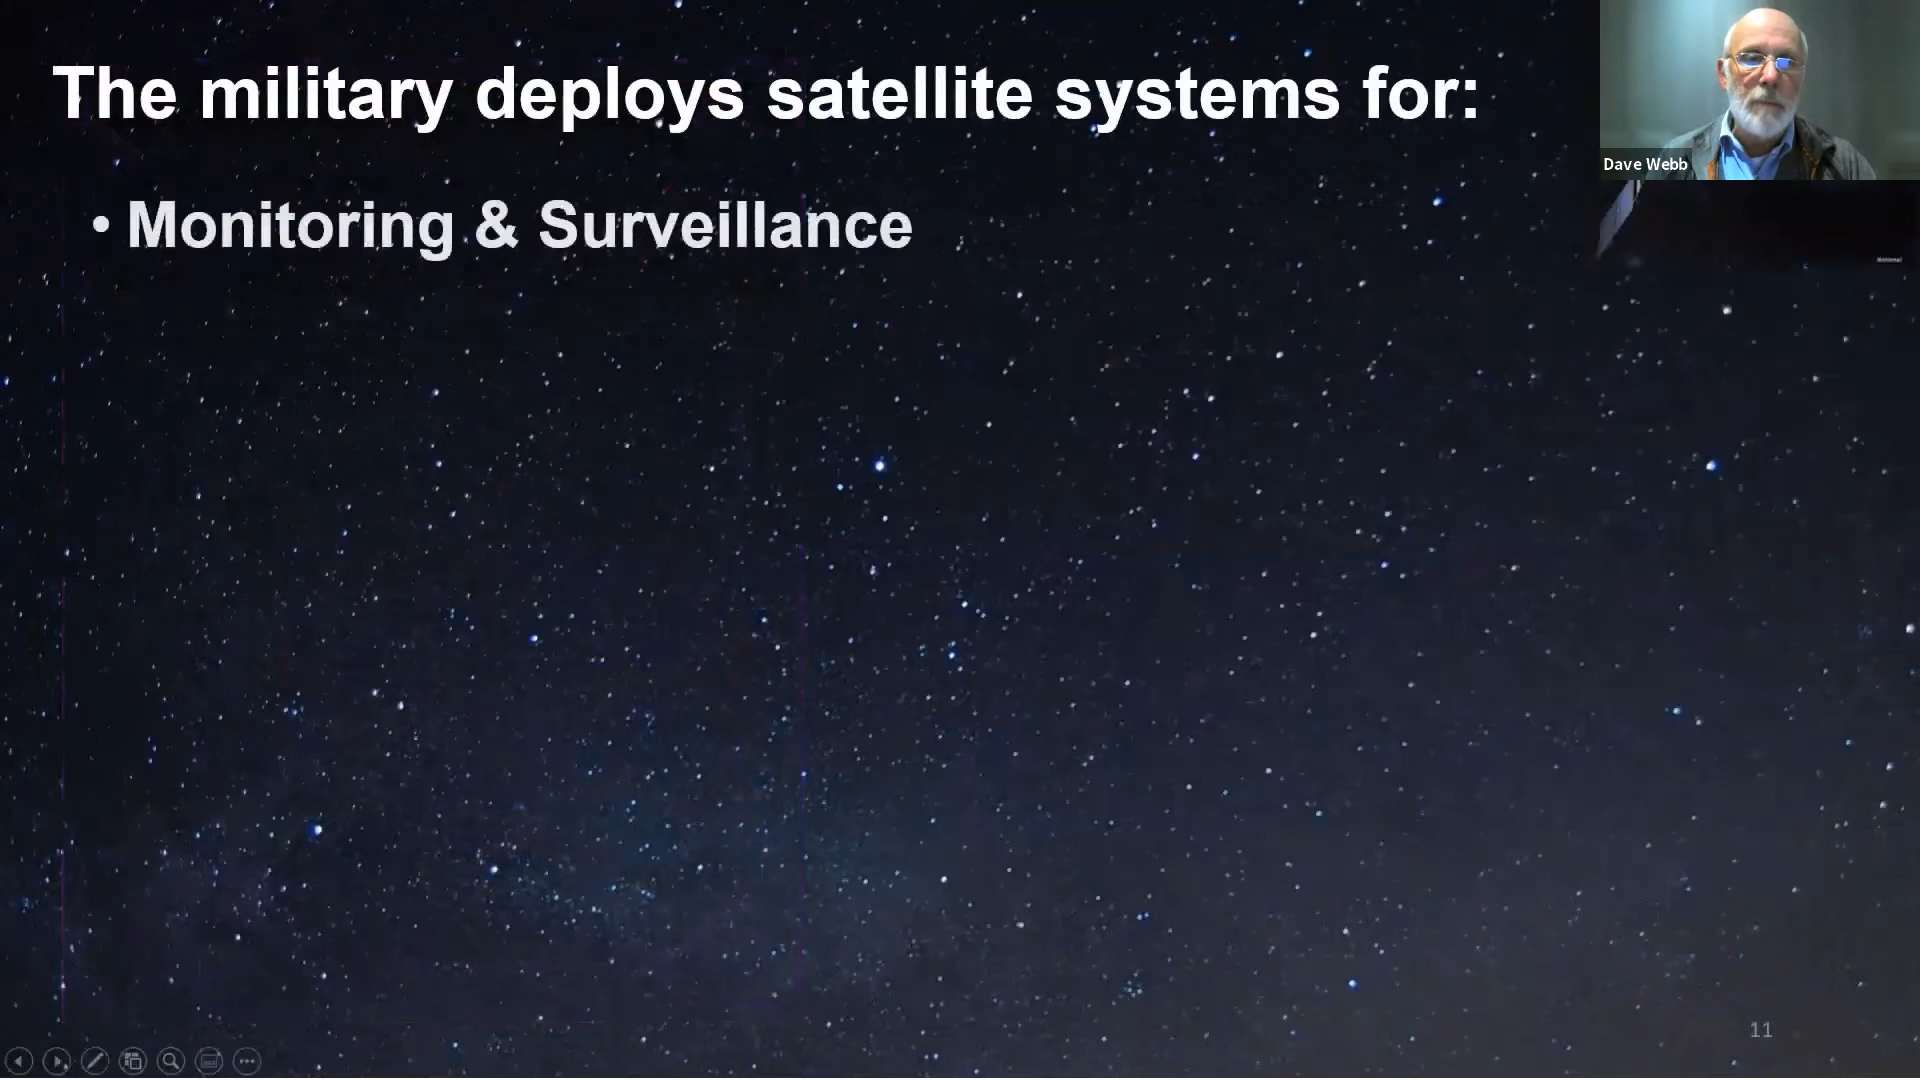 The military deploys satellite systems for:
• Monitoring & Surveillance
Dave Webb
11